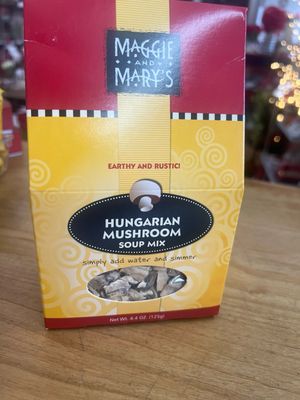 MAGGIE
AND
MARY'S
EARTHY AND RUSTIC!
HUNGARIAN
MUSHROOM
SOUP MIX
simply add water and simmer
Net Wt. 4.4 OZ. (125g)